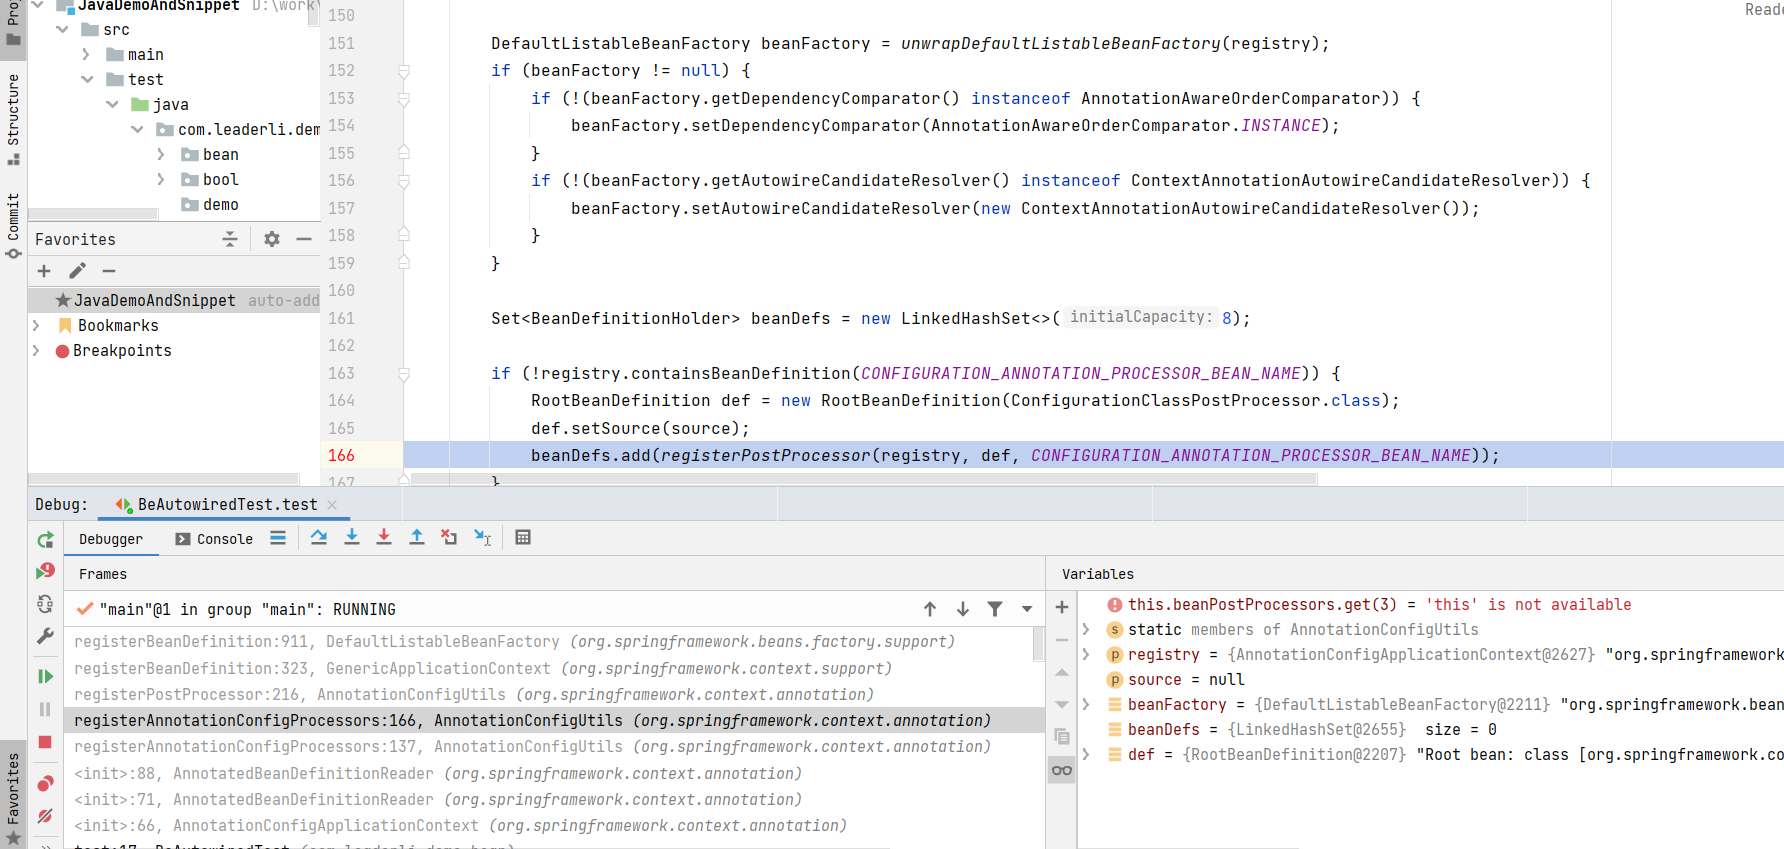 JavaDemoAndSnippet D:\work\
src
main
test
java
com.leaderli.dem
bean
bool
demo
Structure
Commit
Favorites
JavaDemoAndSnippet auto-add
Bookmarks
Breakpoints
Favorites
Reade
150
151 DefaultListableBeanFactory beanFactory = unwrapDefaultListableBeanFactory(registry);
152 if (beanFactory != null) {
153 if (!(beanFactory.getDependencyComparator() instanceof AnnotationAwareOrderComparator)) {
154 beanFactory.setDependencyComparator(AnnotationAwareOrderComparator.INSTANCE);
155 }
156 if (!(beanFactory.getAutowireCandidateResolver() instanceof ContextAnnotationAutowireCandidateResolver)) {
157 beanFactory.setAutowireCandidateResolver(new ContextAnnotationAutowireCandidateResolver());
158 }
159 }
160
161 Set<BeanDefinitionHolder> beanDefs = new LinkedHashSet<>( initialCapacity: 8);
162
163 if (!registry.containsBeanDefinition(CONFIGURATION_ANNOTATION_PROCESSOR_BEAN_NAME)) {
164 RootBeanDefinition def = new RootBeanDefinition(ConfigurationClassPostProcessor.class);
165 def.setSource(source);
166 beanDefs.add(registerPostProcessor(registry, def, CONFIGURATION_ANNOTATION_PROCESSOR_BEAN_NAME));
167 }
Debug: BeAutowiredTest.test
Debugger Console
Frames
"main"@1 in group "main": RUNNING
registerBeanDefinition:911, DefaultListableBeanFactory (org.springframework.beans.factory.support)
registerBeanDefinition:323, GenericApplicationContext (org.springframework.context.support)
registerPostProcessor:216, AnnotationConfigUtils (org.springframework.context.annotation)
registerAnnotationConfigProcessors:166, AnnotationConfigUtils (org.springframework.context.annotation)
registerAnnotationConfigProcessors:137, AnnotationConfigUtils (org.springframework.context.annotation)
<init>:88, AnnotatedBeanDefinitionReader (org.springframework.context.annotation)
<init>:71, AnnotatedBeanDefinitionReader (org.springframework.context.annotation)
<init>:66, AnnotationConfigApplicationContext (org.springframework.context.annotation)
test:17, BeAutowiredTest (com.leaderli.demo.bean)
Variables
this.beanPostProcessors.get(3) = 'this' is not available
static members of AnnotationConfigUtils
registry = {AnnotationConfigApplicationContext@2627} "org.springframework
source = null
beanFactory = {DefaultListableBeanFactory@2211} "org.springframework.bean
beanDefs = {LinkedHashSet@2655} size = 0
def = {RootBeanDefinition@2207} "Root bean: class [org.springframework.co